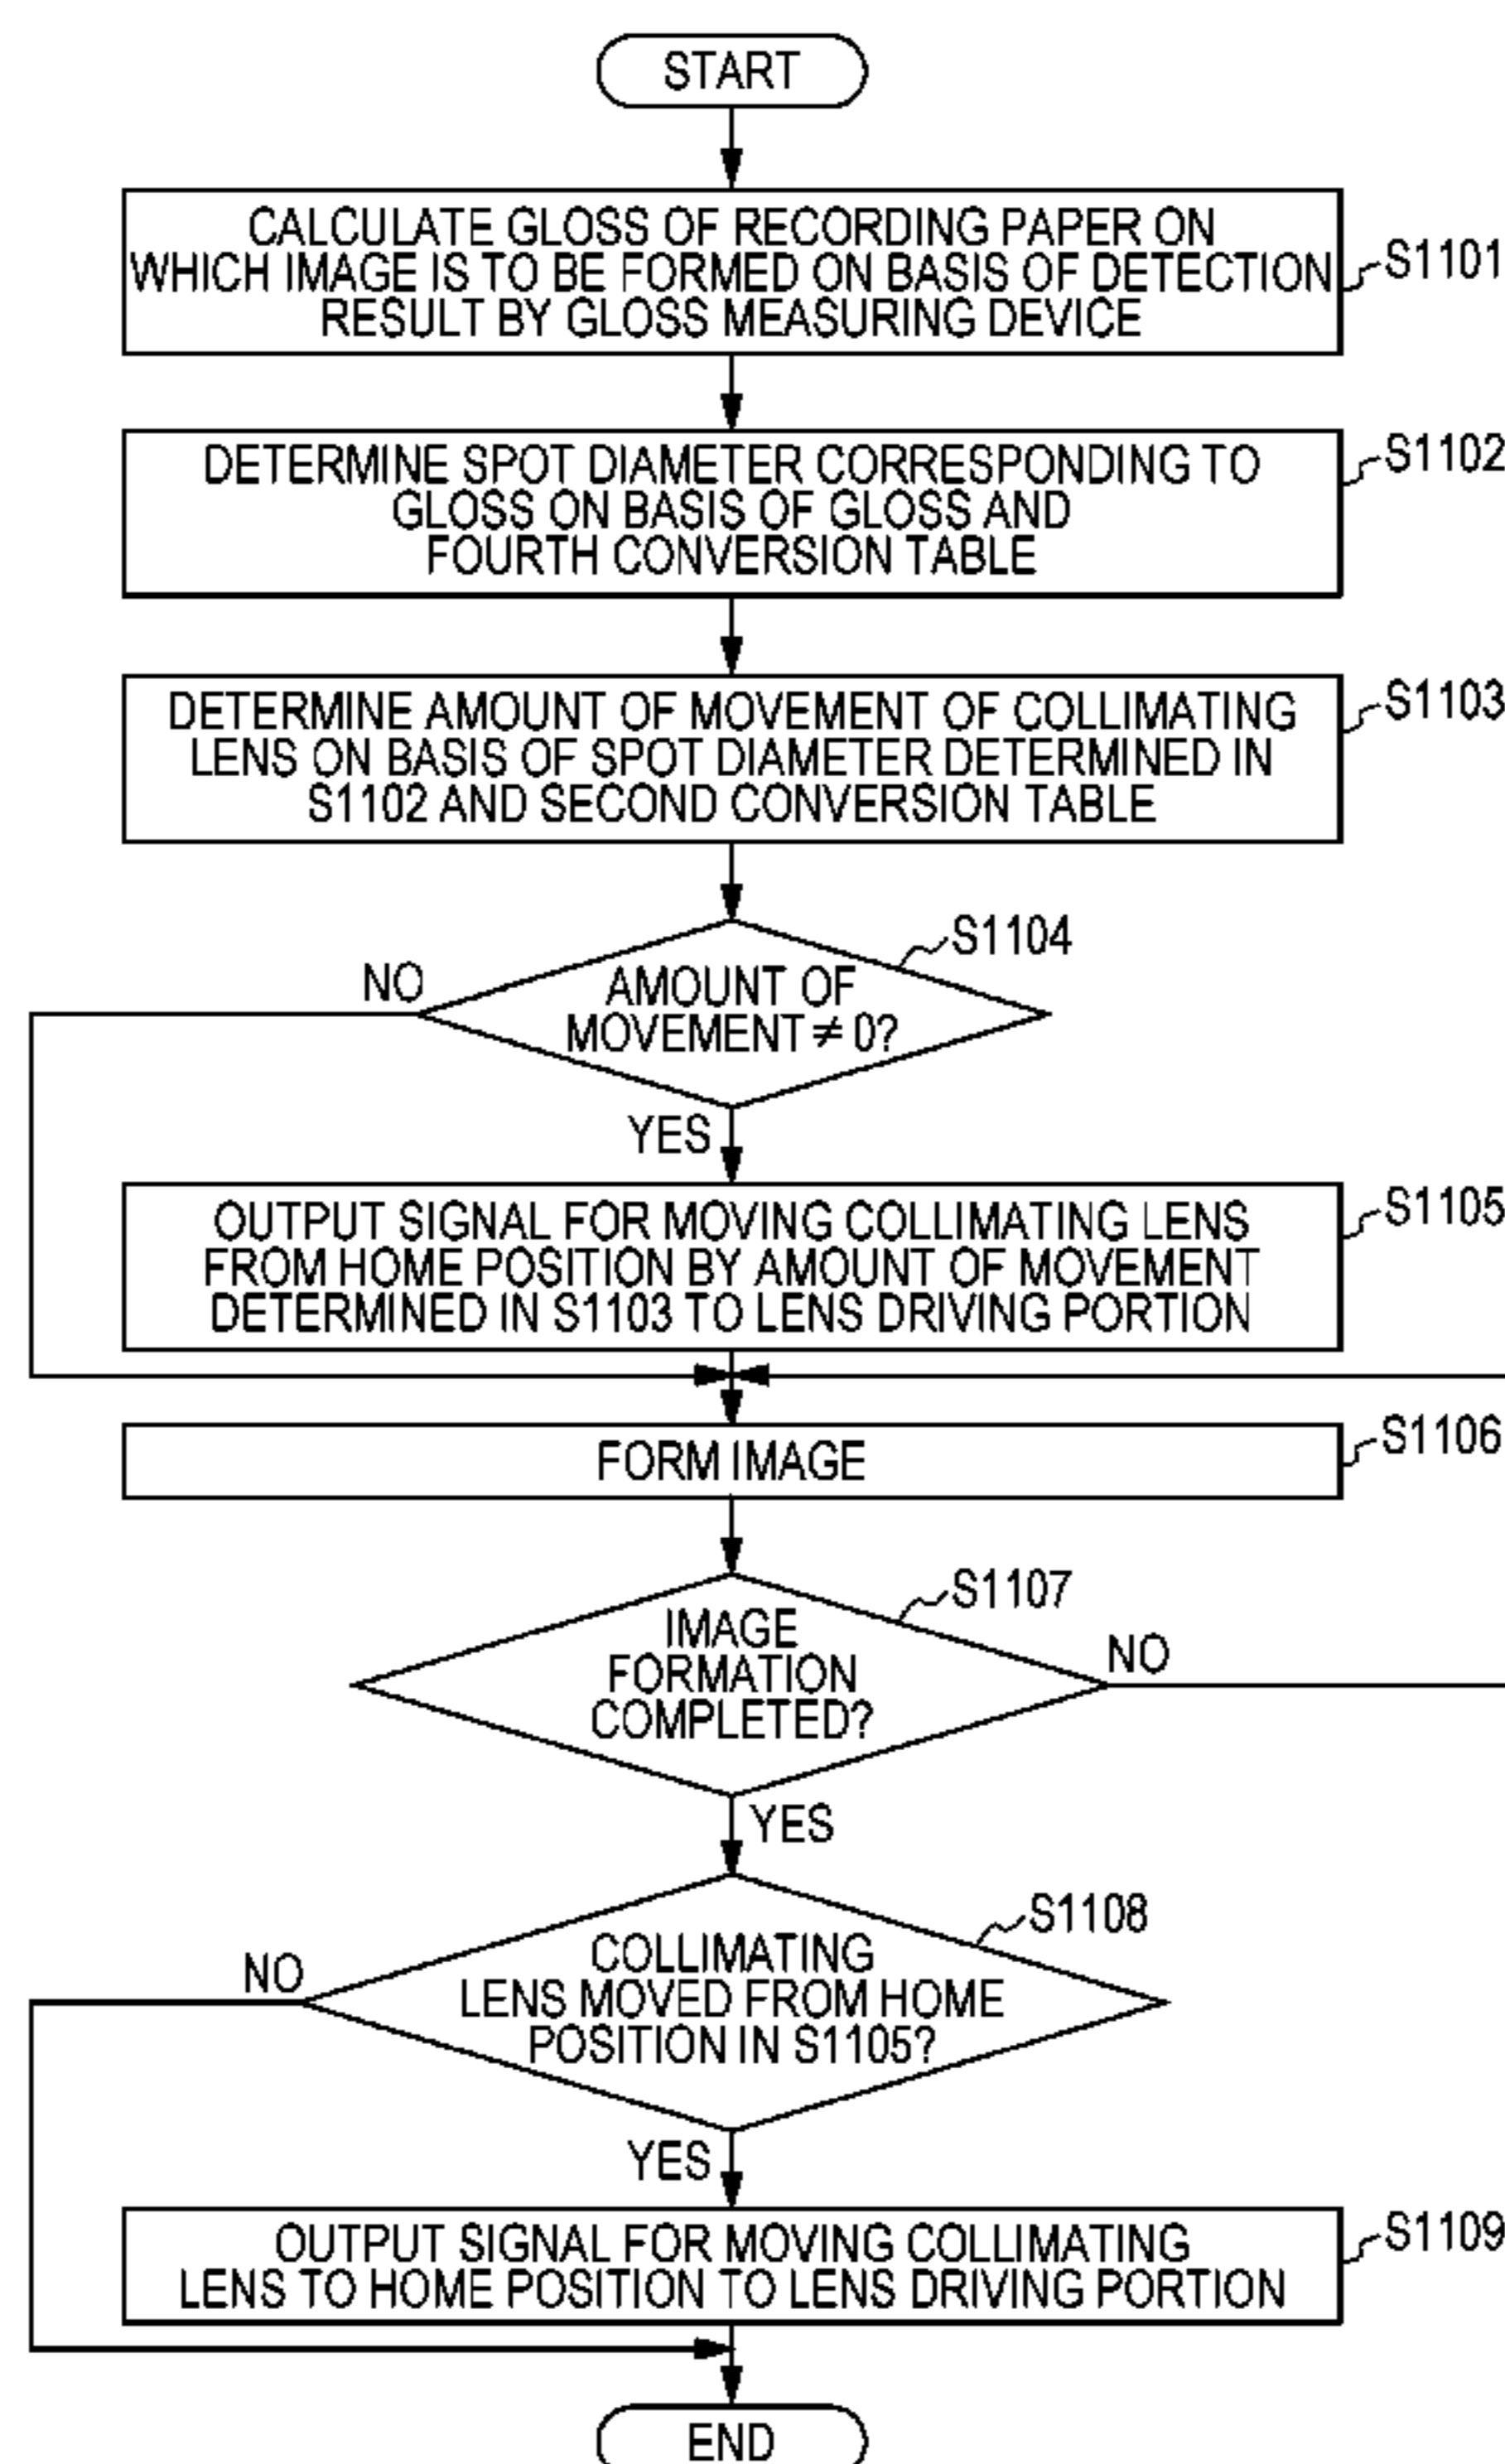 START
CALCULATE GLOSS OF RECORDING PAPER ON
WHICH IMAGE IS TO BE FORMED ON BASIS OF DETECTION
RESULT BY GLOSS MEASURING DEVICE
S1101
DETERMINE SPOT DIAMETER CORRESPONDING TO
GLOSS ON BASIS OF GLOSS AND
FOURTH CONVERSION TABLE
S1102
DETERMINE AMOUNT OF MOVEMENT OF COLLIMATING
LENS ON BASIS OF SPOT DIAMETER DETERMINED IN
S1102 AND SECOND CONVERSION TABLE
S1103
S1104
NO
AMOUNT OF
MOVEMENT ≠ 0?
YES
OUTPUT SIGNAL FOR MOVING COLLIMATING LENS
FROM HOME POSITION BY AMOUNT OF MOVEMENT
DETERMINED IN S1103 TO LENS DRIVING PORTION
S1105
FORM IMAGE
S1106
S1107
IMAGE
FORMATION
COMPLETED?
NO
YES
S1108
COLLIMATING
LENS MOVED FROM HOME
POSITION IN S1105?
NO
YES
OUTPUT SIGNAL FOR MOVING COLLIMATING
LENS TO HOME POSITION TO LENS DRIVING PORTION
S1109
END